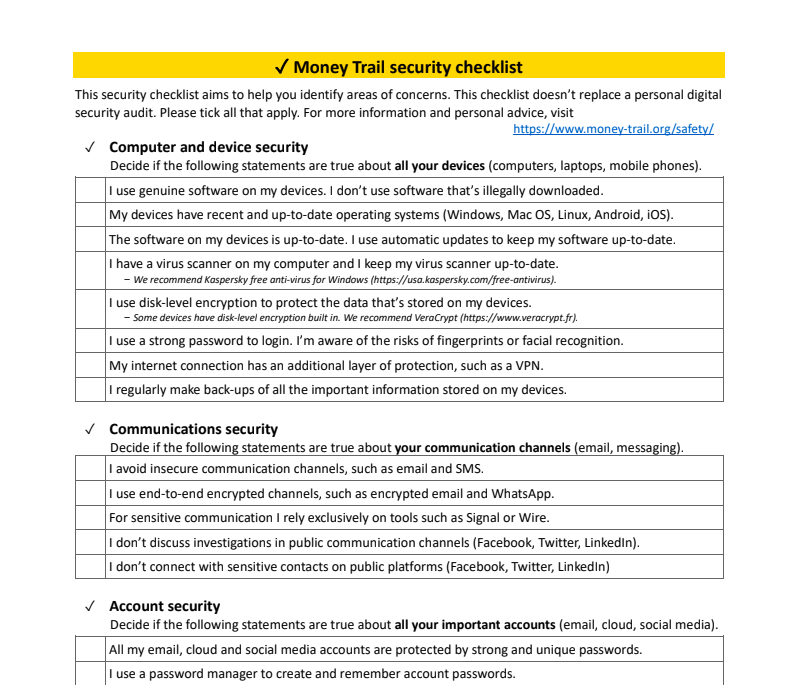 ✓ Money Trail security checklist
This security checklist aims to help you identify areas of concerns. This checklist doesn’t replace a personal digital
security audit. Please tick all that apply. For more information and personal advice, visit
https://www.money-trail.org/safety/
✓ Computer and device security
Decide if the following statements are true about all your devices (computers, laptops, mobile phones).
I use genuine software on my devices. I don’t use software that’s illegally downloaded.
My devices have recent and up-to-date operating systems (Windows, Mac OS, Linux, Android, iOS).
The software on my devices is up-to-date. I use automatic updates to keep my software up-to-date.
I have a virus scanner on my computer and I keep my virus scanner up-to-date.
– We recommend Kaspersky free anti-virus for Windows (https://usa.kaspersky.com/free-antivirus).
I use disk-level encryption to protect the data that’s stored on my devices.
– Some devices have disk-level encryption built in. We recommend VeraCrypt (https://www.veracrypt.fr).
I use a strong password to login. I’m aware of the risks of fingerprints or facial recognition.
My internet connection has an additional layer of protection, such as a VPN.
I regularly make back-ups of all the important information stored on my devices.
✓ Communications security
Decide if the following statements are true about your communication channels (email, messaging).
I avoid insecure communication channels, such as email and SMS.
I use end-to-end encrypted channels, such as encrypted email and WhatsApp.
For sensitive communication I rely exclusively on tools such as Signal or Wire.
I don’t discuss investigations in public communication channels (Facebook, Twitter, LinkedIn).
I don’t connect with sensitive contacts on public platforms (Facebook, Twitter, LinkedIn)
✓ Account security
Decide if the following statements are true about all your important accounts (email, cloud, social media).
All my email, cloud and social media accounts are protected by strong and unique passwords.
I use a password manager to create and remember account passwords.